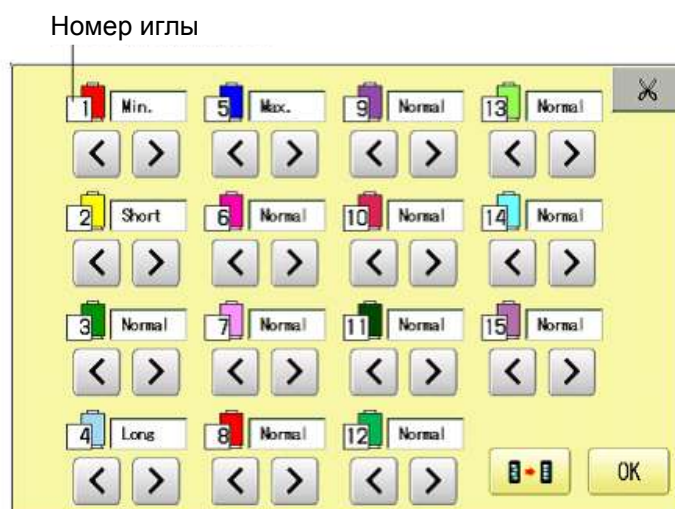 Номер иглы
1 Min. 5 Max. 9 Normal 13 Normal
2 Short 6 Normal 10 Normal 14 Normal
3 Normal 7 Normal 11 Normal 15 Normal
4 Long 8 Normal 12 Normal
OK